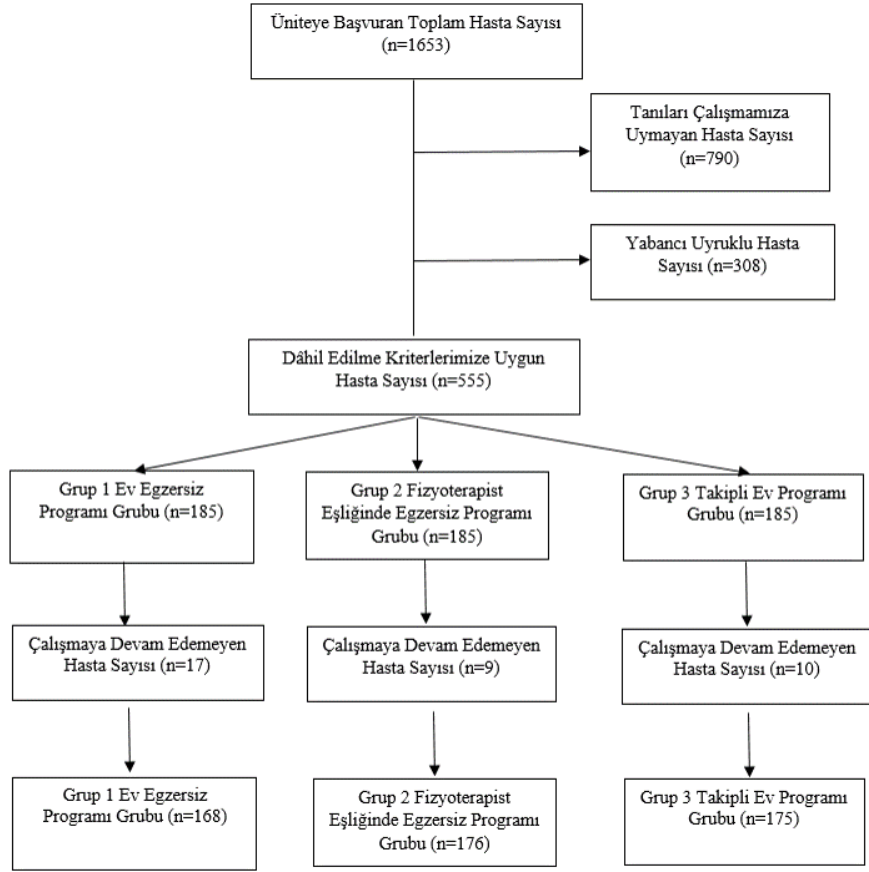 Üniteye Başvuran Toplam Hasta Sayısı
(n=1653)
Tanıları Çalışmamıza
Uymayan Hasta Sayısı
(n=790)
Yabancı Uyruklu Hasta
Sayısı (n=308)
Dâhil Edilme Kriterlerimize Uygun
Hasta Sayısı (n=555)
Grup 1 Ev Egzersiz
Programı Grubu (n=185)
Grup 2 Fizyoterapist
Eşliğinde Egzersiz Programı
Grubu (n=185)
Grup 3 Takipli Ev Programı
Grubu (n=185)
Çalışmaya Devam Edemeyen
Hasta Sayısı (n=17)
Çalışmaya Devam Edemeyen
Hasta Sayısı (n=9)
Çalışmaya Devam Edemeyen
Hasta Sayısı (n=10)
Grup 1 Ev Egzersiz
Programı Grubu (n=168)
Grup 2 Fizyoterapist
Eşliğinde Egzersiz Programı
Grubu (n=176)
Grup 3 Takipli Ev Programı
Grubu (n=175)